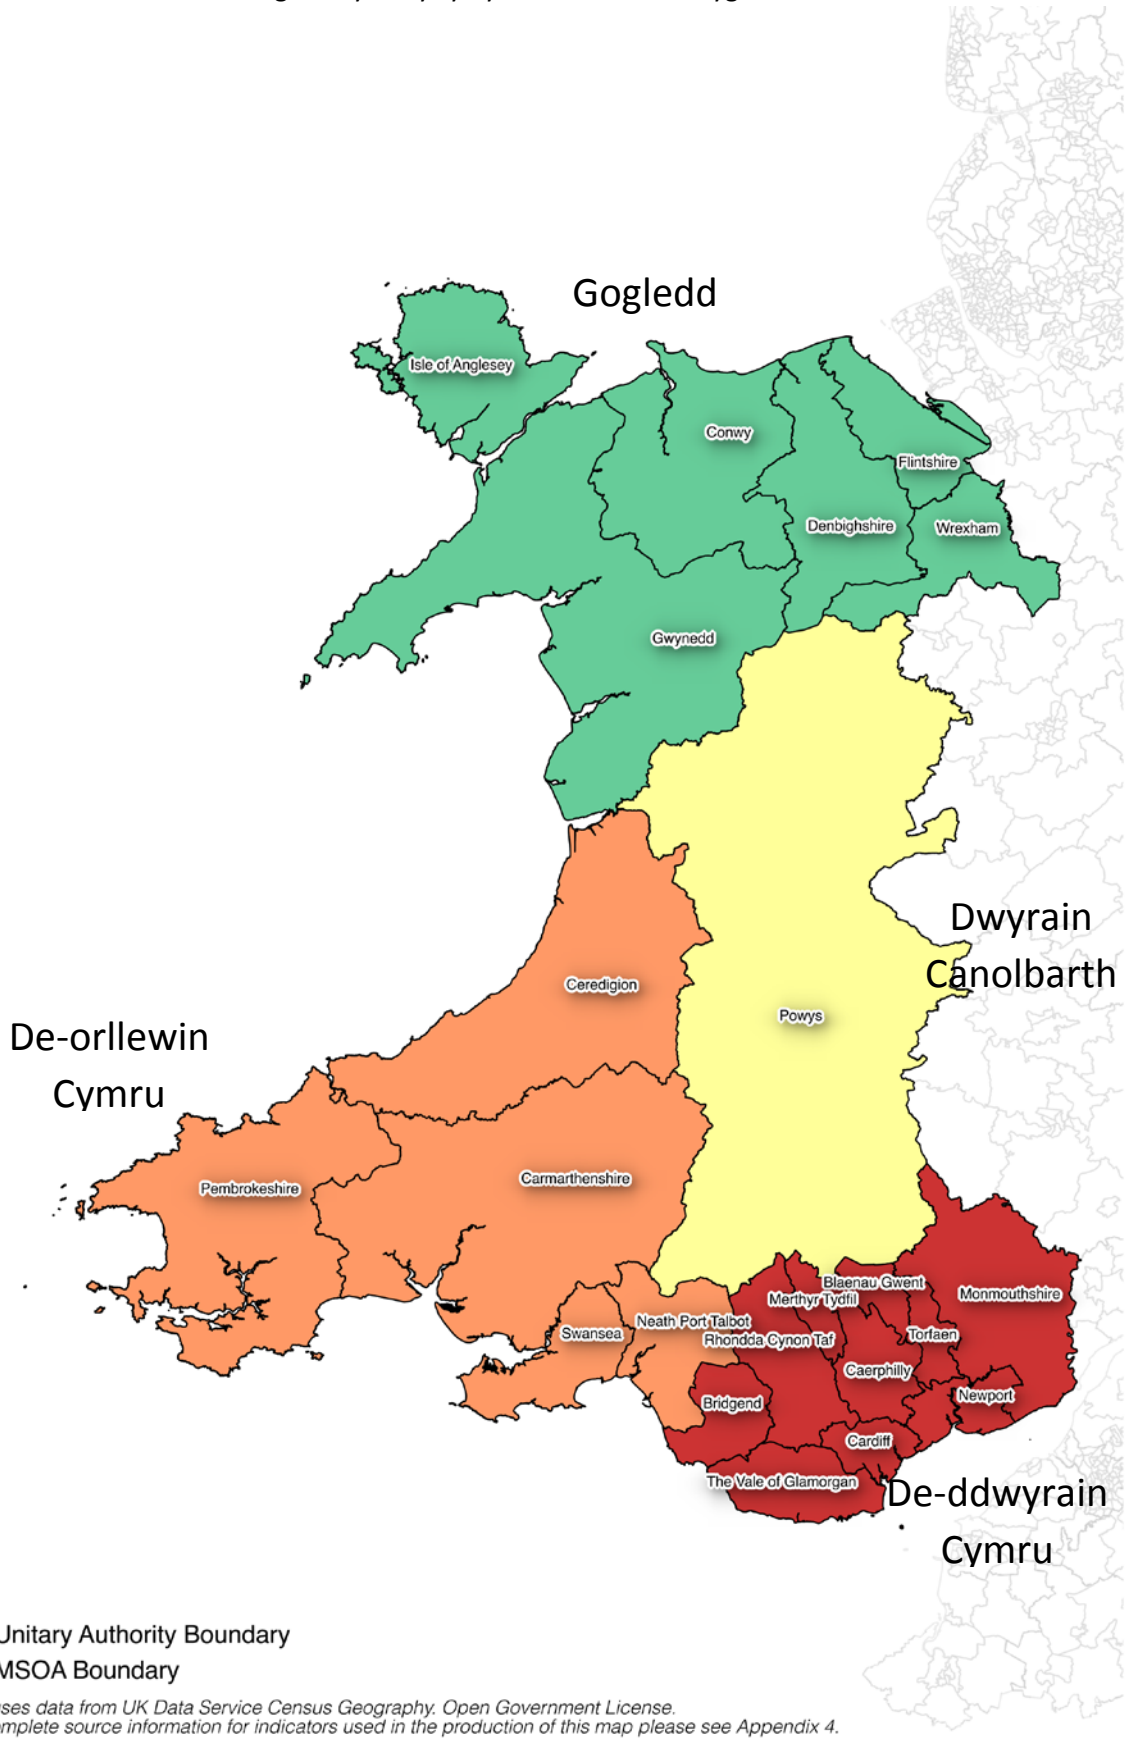 Gogledd
Isle of Anglesey
Conwy
Flintshire
Denbighshire
Wrexham
Gwynedd
Dwyrain
Canolbarth
Ceredigion
Powys
De-orllewin
Cymru
Carmarthenshire
Pembrokeshire
Blaenau Gwent
Monmouthshire
Merthyr Tydfil
Neath Port Talbot
Swansea
Rhondda Cynon Taf
Torfaen
Caerphilly
Newport
Bridgend
Cardiff
The Vale of Glamorgan
De-ddwyrain
Cymru
Unitary Authority Boundary
MSOA Boundary
ses data from UK Data Service Census Geography. Open Government License.
mplete source information for indicators used in the production of this map please see Appendix 4.